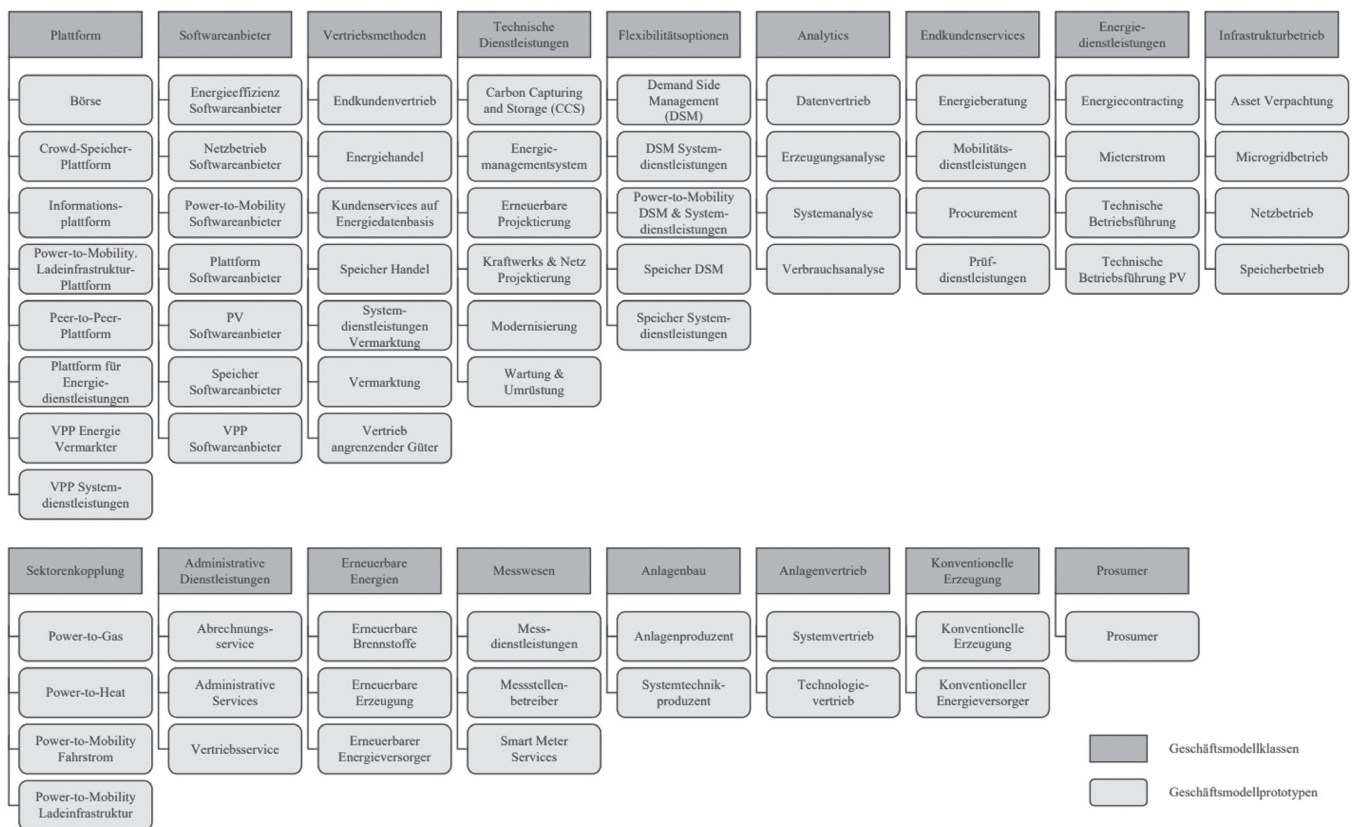 Plattform
Börse
Crowd-Speicher-
Plattform
Informations-
plattform
Power-to-Mobility.
Ladeinfrastruktur-
Plattform
Peer-to-Peer-
Plattform
Plattform für
Energie-
dienstleistungen
VPP Energie
Vermarkter
VPP System-
dienstleistungen
Softwareanbieter
Energieeffizienz
Softwareanbieter
Netzbetrieb
Softwareanbieter
Power-to-Mobility
Softwareanbieter
Plattform
Softwareanbieter
PV
Softwareanbieter
Speicher
Softwareanbieter
VPP
Softwareanbieter
Vertriebsmethoden
Endkundenvertrieb
Energiehandel
Kundenservices auf
Energiedatenbasis
Speicher Handel
System-
dienstleistungen
Vermarktung
Vermarktung
Vertrieb
angrenzender Güter
Technische
Dienstleistungen
Carbon Capturing
and Storage (CCS)
Energie-
managementsystem
Erneuerbare
Projektierung
Kraftwerks & Netz
Projektierung
Modernisierung
Wartung &
Umrüstung
Flexibilitätsoptionen
Demand Side
Management
(DSM)
DSM System-
dienstleistungen
Power-to-Mobility
DSM & System-
dienstleistungen
Speicher DSM
Speicher System-
dienstleistungen
Analytics
Datenvertrieb
Erzeugungsanalyse
Systemanalyse
Verbrauchsanalyse
Endkundenservices
Energieberatung
Mobilitäts-
dienstleistungen
Procurement
Prüf-
dienstleistungen
Energie-
dienstleistungen
Energiecontracting
Mieterstrom
Technische
Betriebsführung
Technische
Betriebsführung PV
Infrastrukturbetrieb
Asset Verpachtung
Microgridbetrieb
Netzbetrieb
Speicherbetrieb
Sektorenkopplung
Power-to-Gas
Power-to-Heat
Power-to-Mobility
Fahrstrom
Power-to-Mobility
Ladeinfrastruktur
Administrative
Dienstleistungen
Abrechnungs-
service
Administrative
Services
Vertriebsservice
Erneuerbare
Energien
Erneuerbare
Brennstoffe
Erneuerbare
Erzeugung
Erneuerbarer
Energieversorger
Messwesen
Mess-
dienstleistungen
Messstellen-
betreiber
Smart Meter
Services
Anlagenbau
Anlagenproduzent
Systemtechnik-
produzent
Anlagenvertrieb
Systemvertrieb
Technologie-
vertrieb
Konventionelle
Erzeugung
Konventionelle
Erzeugung
Konventioneller
Energieversorger
Prosumer
Prosumer
Geschäftsmodellklassen
Geschäftsmodellprototypen